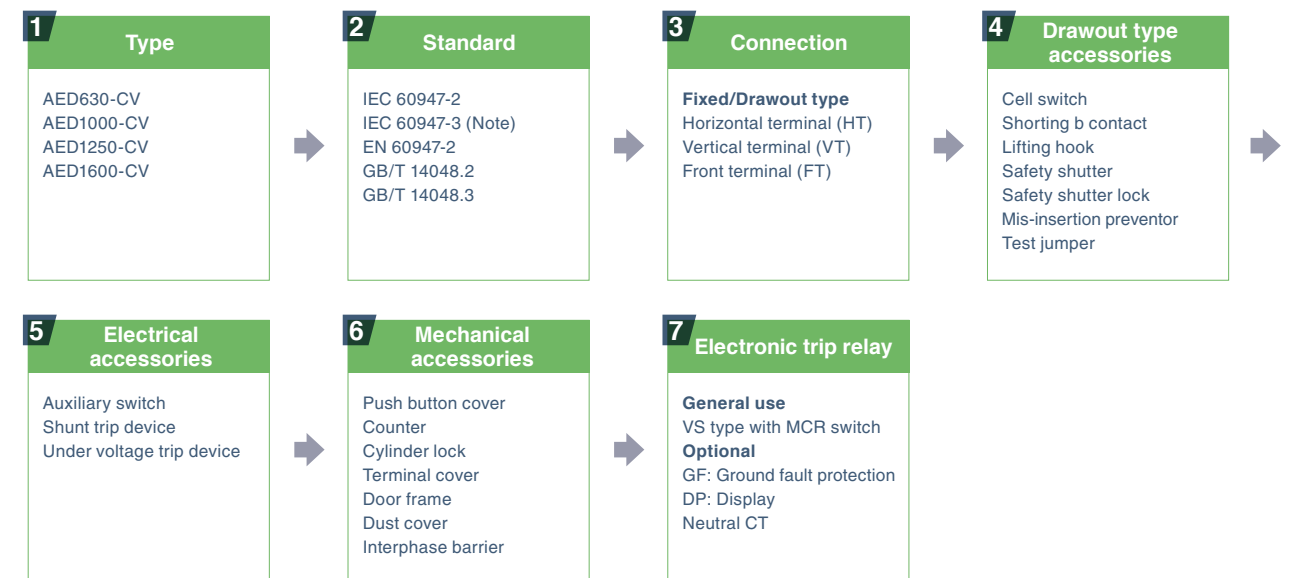 1
Type
AED630-CV
AED1000-CV
AED1250-CV
AED1600-CV
2
Standard
IEC 60947-2
IEC 60947-3 (Note)
EN 60947-2
GB/T 14048.2
GB/T 14048.3
3
Connection
Fixed/Drawout type
Horizontal terminal (HT)
Vertical terminal (VT)
Front terminal (FT)
4
Drawout type
accessories
Cell switch
Shorting b contact
Lifting hook
Safety shutter
Safety shutter lock
Mis-insertion preventor
Test jumper
5
Electrical
accessories
Auxiliary switch
Shunt trip device
Under voltage trip device
6
Mechanical
accessories
Push button cover
Counter
Cylinder lock
Terminal cover
Door frame
Dust cover
Interphase barrier
7
Electronic trip relay
General use
VS type with MCR switch
Optional
GF: Ground fault protection
DP: Display
Neutral CT